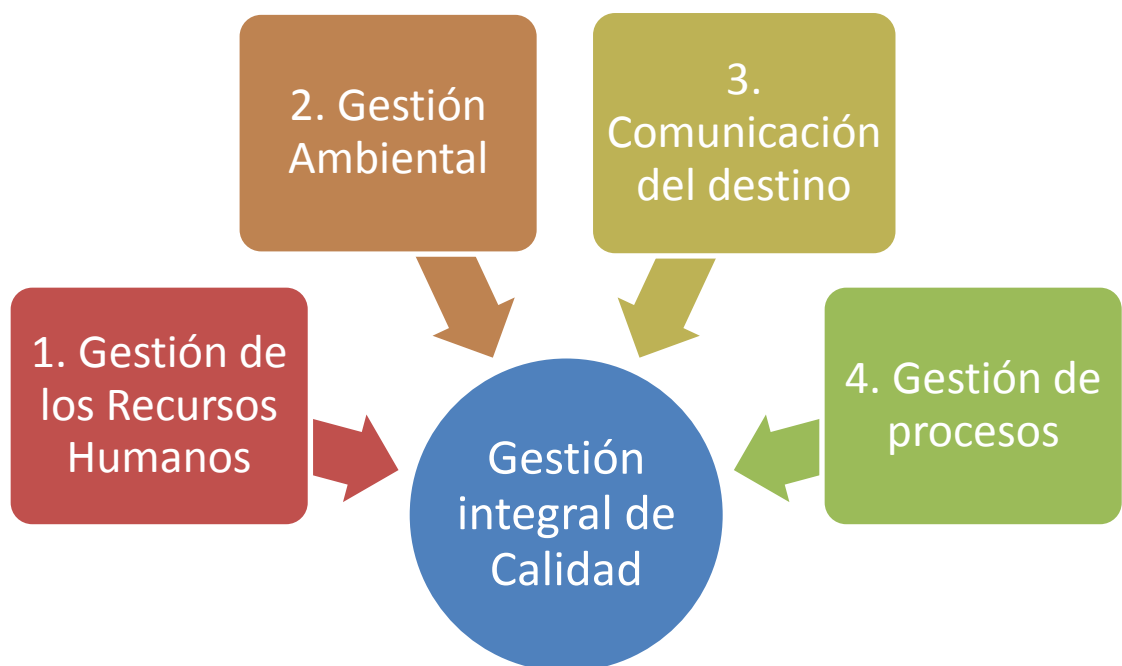 1. Gestión de
los Recursos
Humanos
2. Gestión
Ambiental
3.
Comunicación
del destino
4. Gestión de
procesos
Gestión
integral de
Calidad